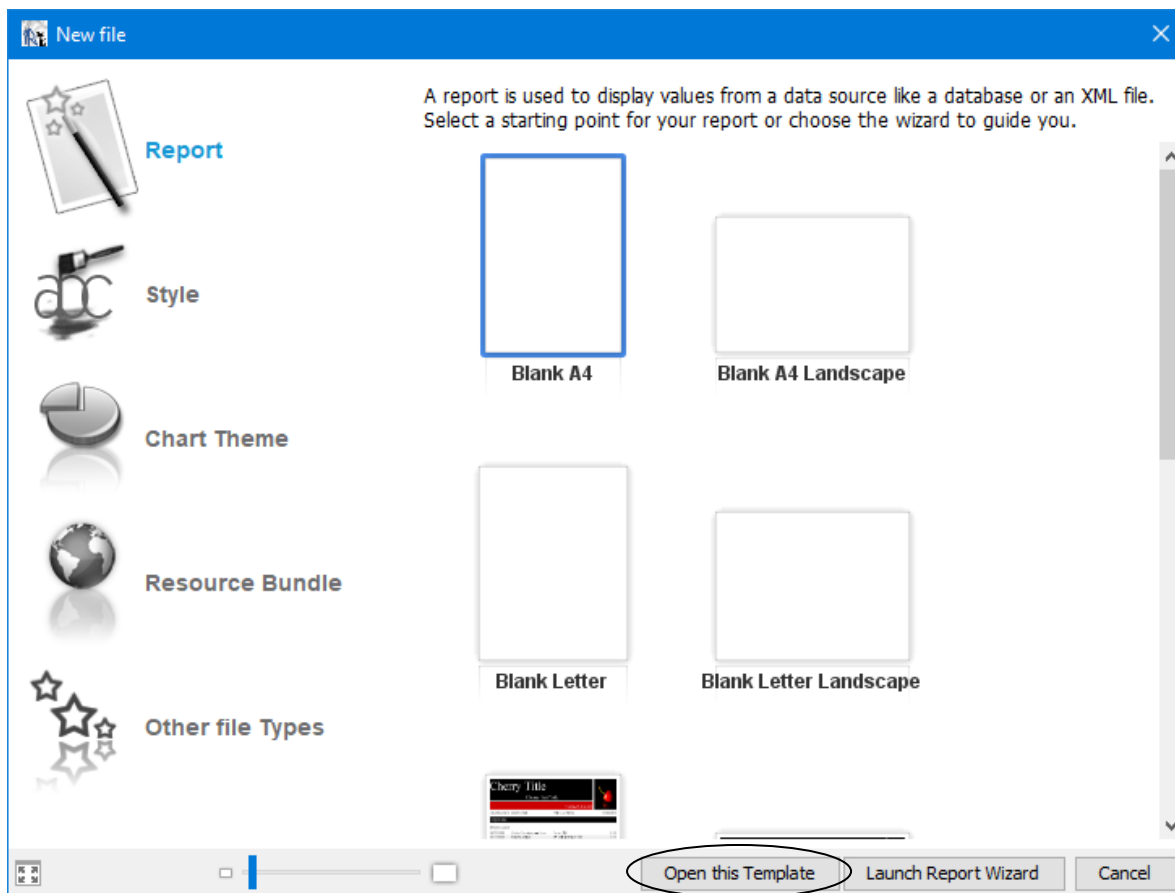 New file
A report is used to display values from a data source like a database or an XML file.
Select a starting point for your report or choose the wizard to guide you.
Report
abc
Style
Chart Theme
Resource Bundle
Other file Types
Blank A4
Blank A4 Landscape
Blank Letter
Blank Letter Landscape
Cherry Title
Open this Template
Launch Report Wizard
Cancel